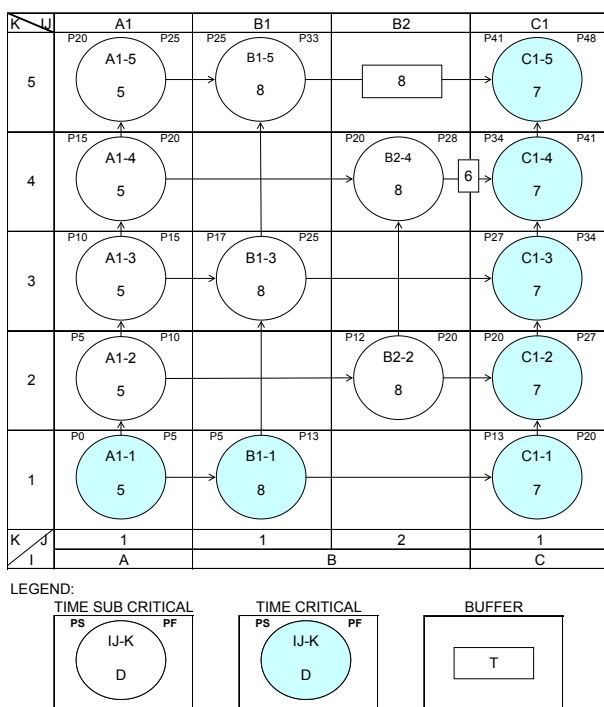 K IJ A1 B1 B2 C1
P20 P25 P25 P33 P41 P48
A1-5 B1-5 C1-5
5 5 8 8 7
P15 P20 P20 P28 P34 P41
A1-4 B2-4 C1-4
4 5 8 6 7
P10 P15 P17 P25 P27 P34
A1-3 B1-3 C1-3
3 5 8 7
P5 P10 P12 P20 P20 P27
A1-2 B2-2 C1-2
2 5 8 7
P0 P5 P5 P13 P13 P20
A1-1 B1-1 C1-1
1 5 8 7
K J 1 1 2 1
I A B C
LEGEND:
TIME SUB CRITICAL TIME CRITICAL BUFFER
PS PF PS PF
IJ-K IJ-K
T
D D